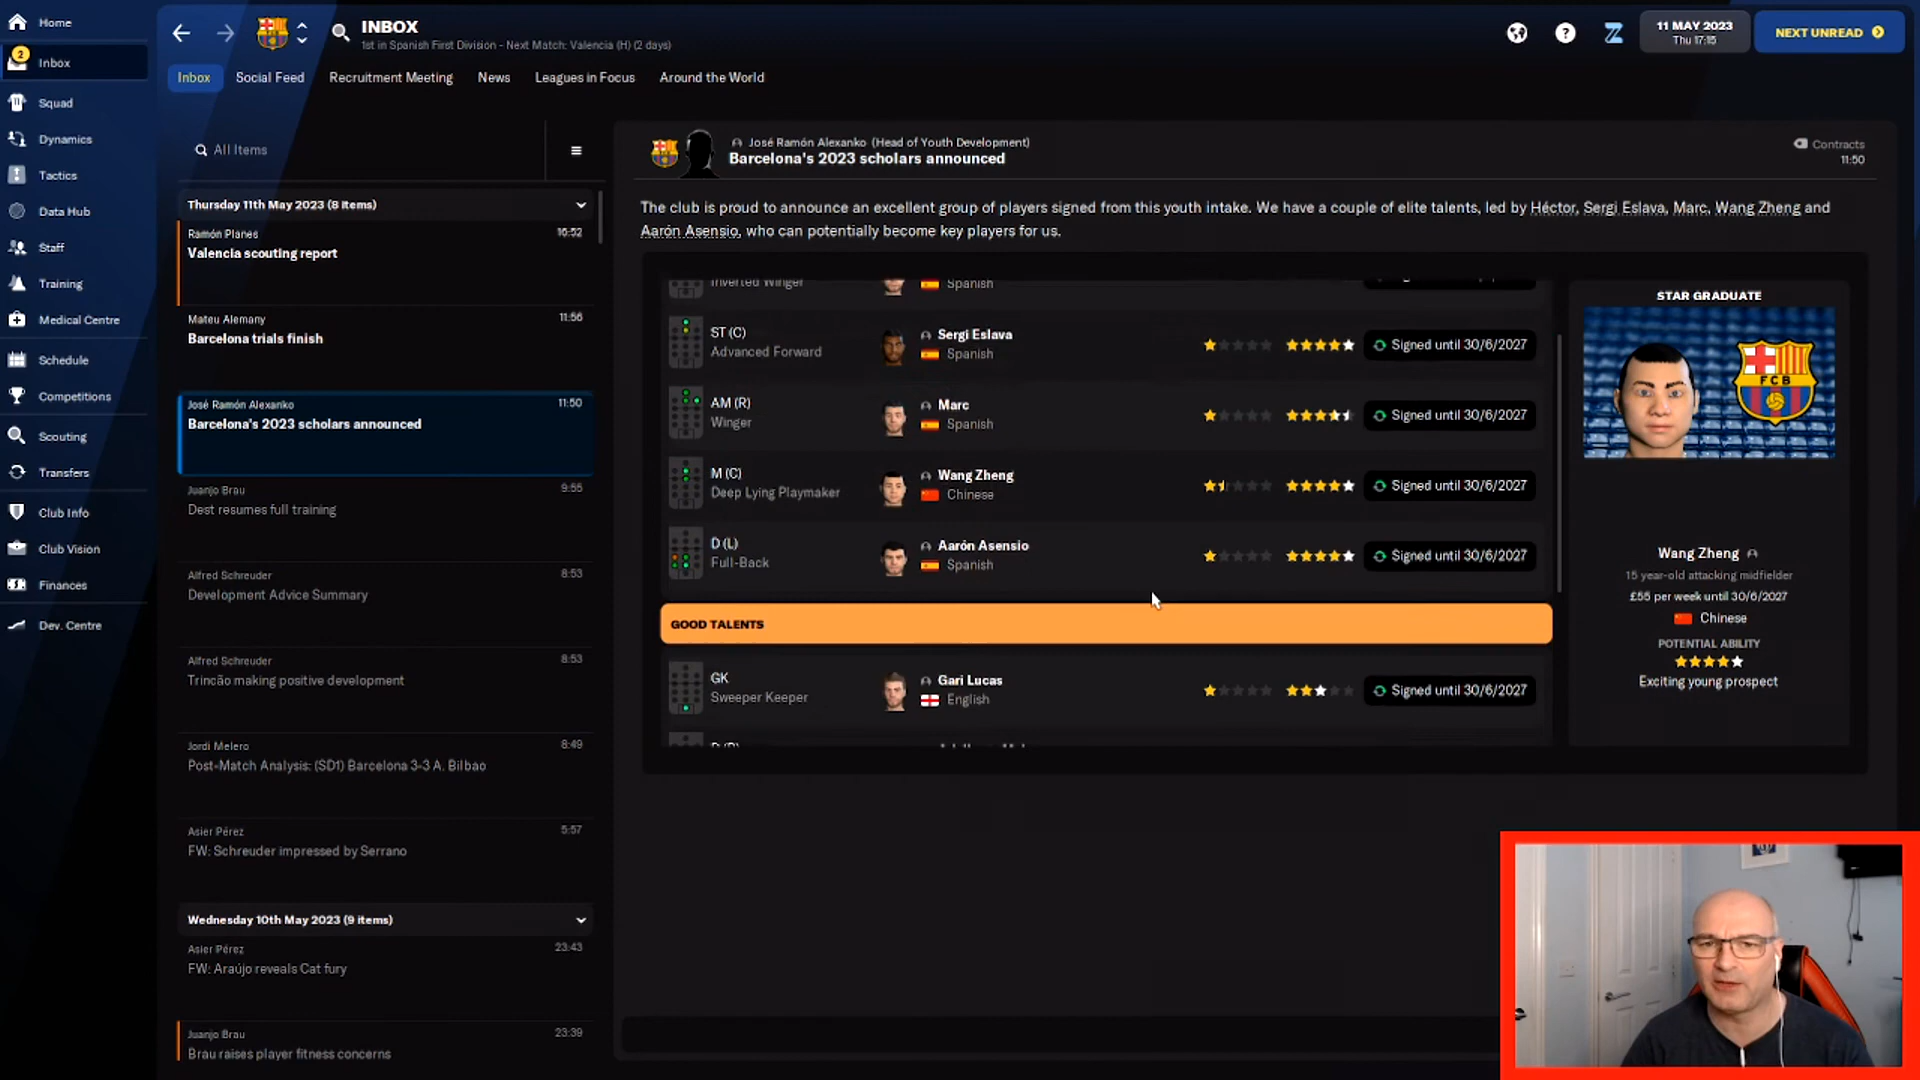 Home
INBOX
1st in Spanish First Division - Next Match: Valencia (H) (2 days)
11 MAY 2023
Thu 17:15
NEXT UNREAD
2
Inbox
Squad
Dynamics
Tactics
Data Hub
Staff
Training
Medical Centre
Schedule
Competitions
Scouting
Transfers
Club Info
Club Vision
Finances
Dev. Centre
Inbox Social Feed Recruitment Meeting News Leagues in Focus Around the World
All Items
Thursday 11th May 2023 (8 Items)
Ramón Planes 16:52
Valencia scouting report
Mateu Alemany 11:56
Barcelona trials finish
José Ramón Alexanko 11:50
Barcelona's 2023 scholars announced
Juanjo Brau 9:55
Dest resumes full training
Alfred Schreuder 8:53
Development Advice Summary
Alfred Schreuder 8:53
Trincão making positive development
Jordi Melero 8:49
Post-Match Analysis: (SD1) Barcelona 3-3 A. Bilbao
Asier Pérez 5:57
FW: Schreuder impressed by Serrano
Wednesday 10th May 2023 (9 items)
Asier Pérez 23:43
FW: Araújo reveals Cat fury
Juanjo Brau 23:39
Brau raises player fitness concerns
José Ramón Alexanko (Head of Youth Development)
Barcelona's 2023 scholars announced
Contracts
11:50
The club is proud to announce an excellent group of players signed from this youth intake. We have a couple of elite talents, led by Héctor, Sergi Eslava, Marc, Wang Zheng and
Aarón Asensio, who can potentially become key players for us.
Inverted Winger Spanish
ST (C) Sergi Eslava
Advanced Forward Spanish
Signed until 30/6/2027
AM (R) Marc
Winger Spanish
Signed until 30/6/2027
M (C) Wang Zheng
Deep Lying Playmaker Chinese
Signed until 30/6/2027
D (L) Aarón Asensio
Full-Back Spanish
Signed until 30/6/2027
GOOD TALENTS
GK Gari Lucas
Sweeper Keeper English
Signed until 30/6/2027
STAR GRADUATE
FCB
Wang Zheng
15 year-old attacking midfielder
£55 per week until 30/6/2027
Chinese
POTENTIAL ABILITY
Exciting young prospect